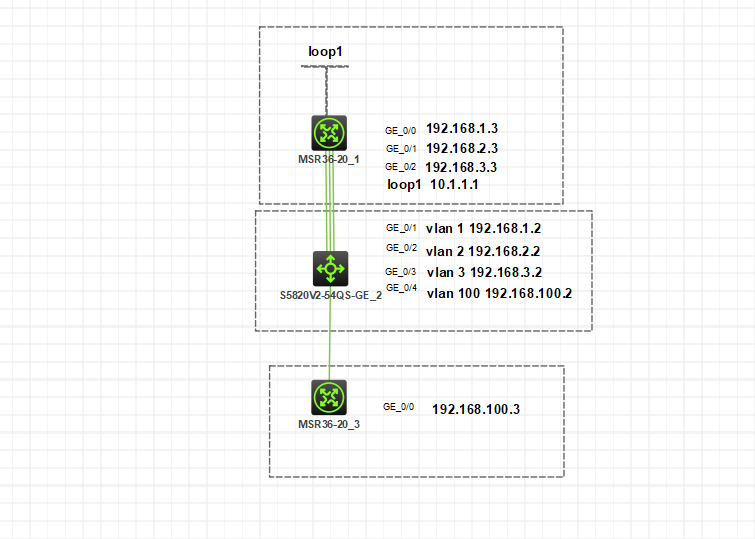 loop1
MSR36-20_1
GE_0/0 192.168.1.3
GE_0/1 192.168.2.3
GE_0/2 192.168.3.3
loop1 10.1.1.1
GE_0/1 vlan 1 192.168.1.2
GE_0/2 vlan 2 192.168.2.2
GE_0/3 vlan 3 192.168.3.2
GE_0/4 vlan 100 192.168.100.2
S5820V2-54QS-GE_2
GE_0/0 192.168.100.3
MSR36-20_3